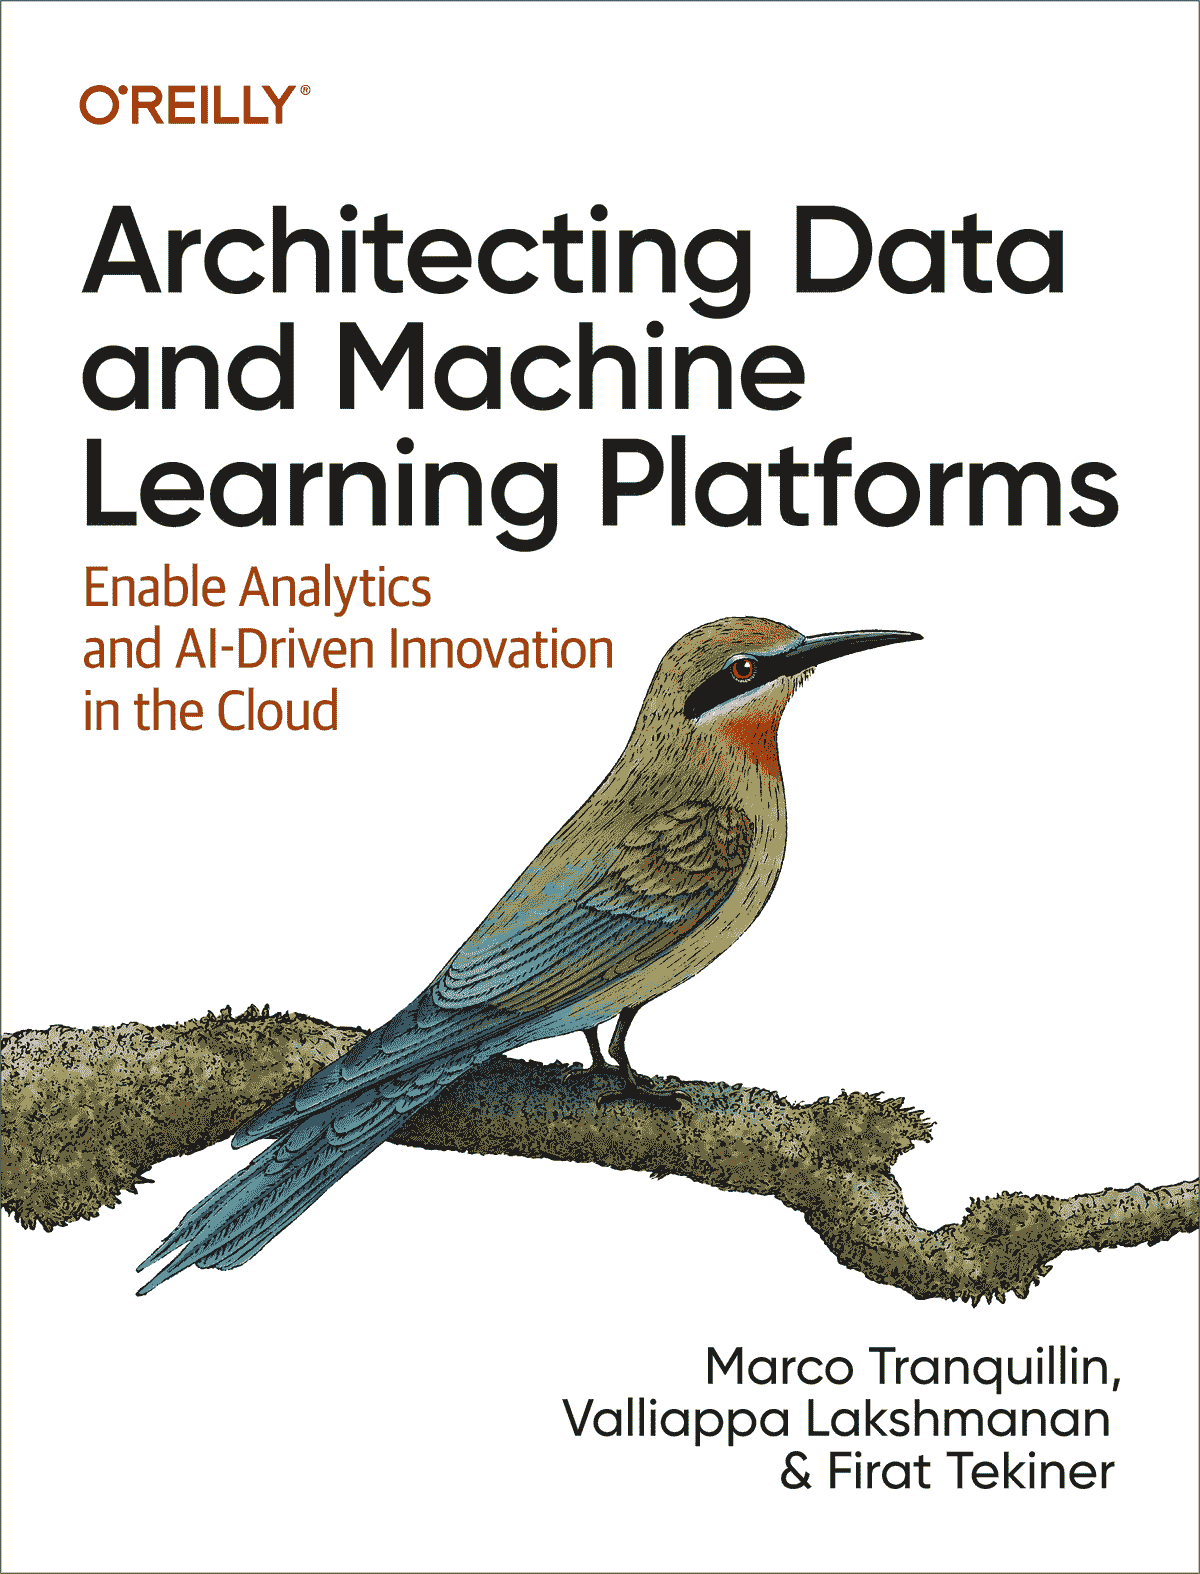 O'REILLY®
Architecting Data
and Machine
Learning Platforms
Enable Analytics
and AI-Driven Innovation
in the Cloud
Marco Tranquillin,
Valliappa Lakshmanan
& Firat Tekiner